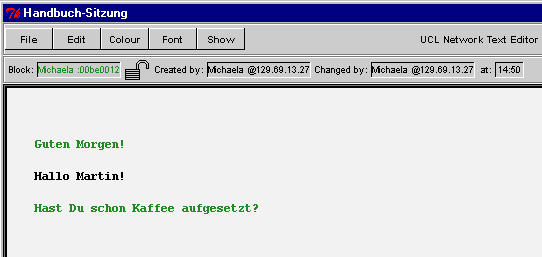 Handbuch-Sitzung
File Edit Colour Font Show UCL Network Text Editor
Block: Michaela :00be0012 Created by: Michaela @129.69.13.27 Changed by: Michaela @129.69.13.27 at: 14:50
Guten Morgen!
Hallo Martin!
Hast Du schon Kaffee aufgesetzt?